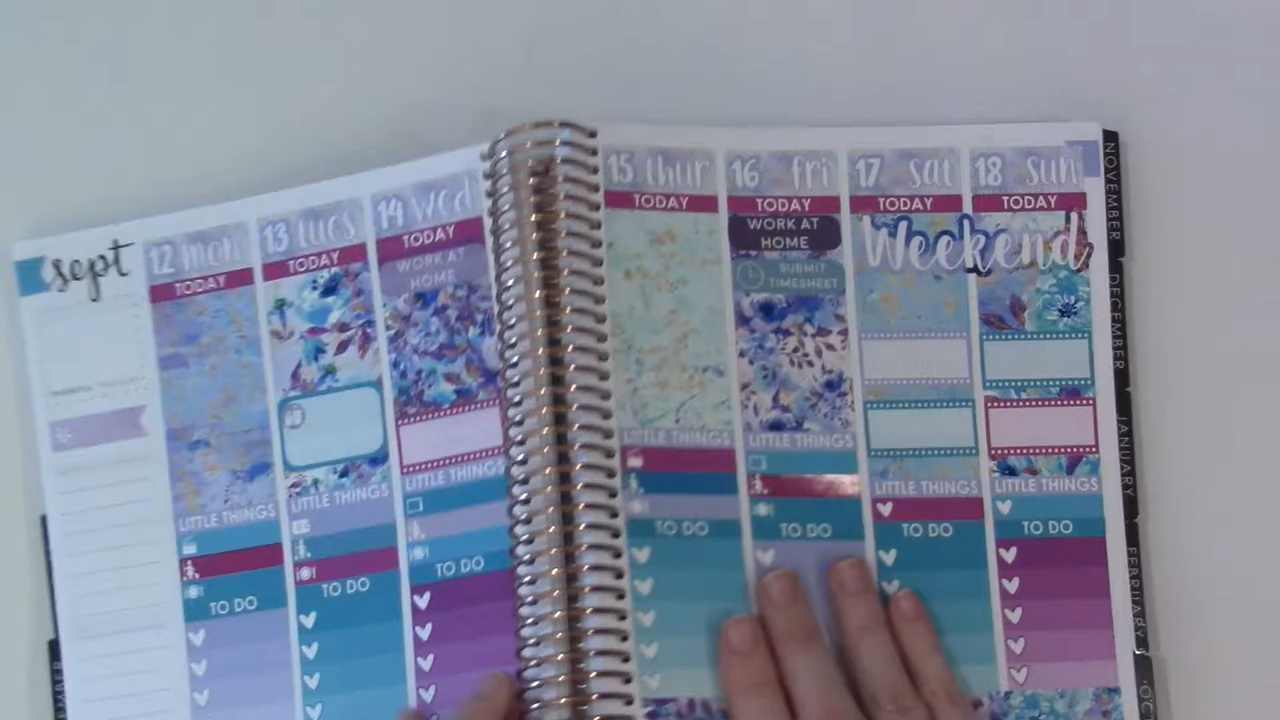 sept
12 mon
TODAY
LITTLE THINGS
TO DO
13 tues
TODAY
LITTLE THINGS
TO DO
14 wed
TODAY
WORK AT
HOME
LITTLE THINGS
TO DO
15 thur
TODAY
LITTLE THINGS
TO DO
16 fri
TODAY
WORK AT
HOME
SUBMIT
TIMESHEET
LITTLE THINGS
TO DO
17 sat
TODAY
18 sun
TODAY
Weekend
LITTLE THINGS
TO DO
LITTLE THINGS
TO DO
NOVEMBER
DECEMBER
JANUARY
FEBRUARY